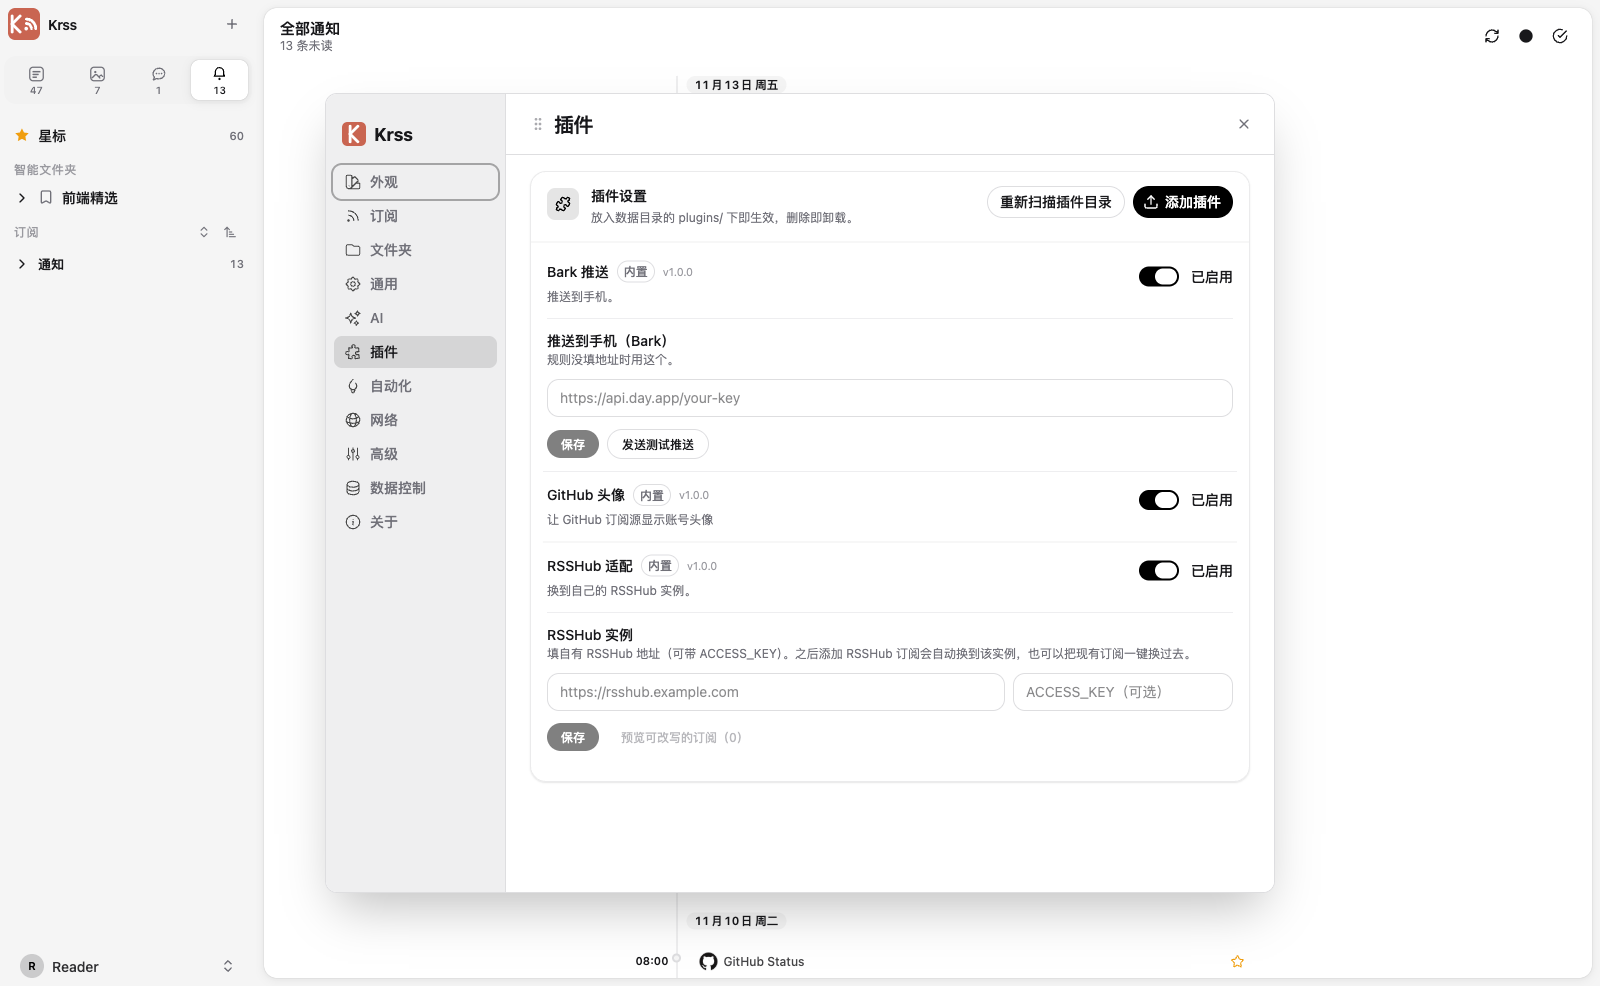 Krss
47
7
1
13
星标
60
智能文件夹
前端精选
订阅
通知
13
R
Reader
全部通知
13 条未读
11月13日 周五
Krss
外观
订阅
文件夹
通用
AI
插件
自动化
网络
高级
数据控制
关于
插件
插件设置
放入数据目录的 plugins/ 下即生效，删除即卸载。
重新扫描插件目录
添加插件
Bark 推送 内置 v1.0.0
已启用
推送到手机。
推送到手机（Bark）
规则没填地址时用这个。
https://api.day.app/your-key
保存
发送测试推送
GitHub 头像 内置 v1.0.0
已启用
让 GitHub 订阅源显示账号头像
RSSHub 适配 内置 v1.0.0
已启用
换到自己的 RSSHub 实例。
RSSHub 实例
填自有 RSSHub 地址（可带 ACCESS_KEY）。之后添加 RSSHub 订阅会自动换到该实例，也可以把现有订阅一键换过去。
https://rsshub.example.com
ACCESS_KEY（可选）
保存
预览可改写的订阅（0）
11月10日 周二
08:00
GitHub Status